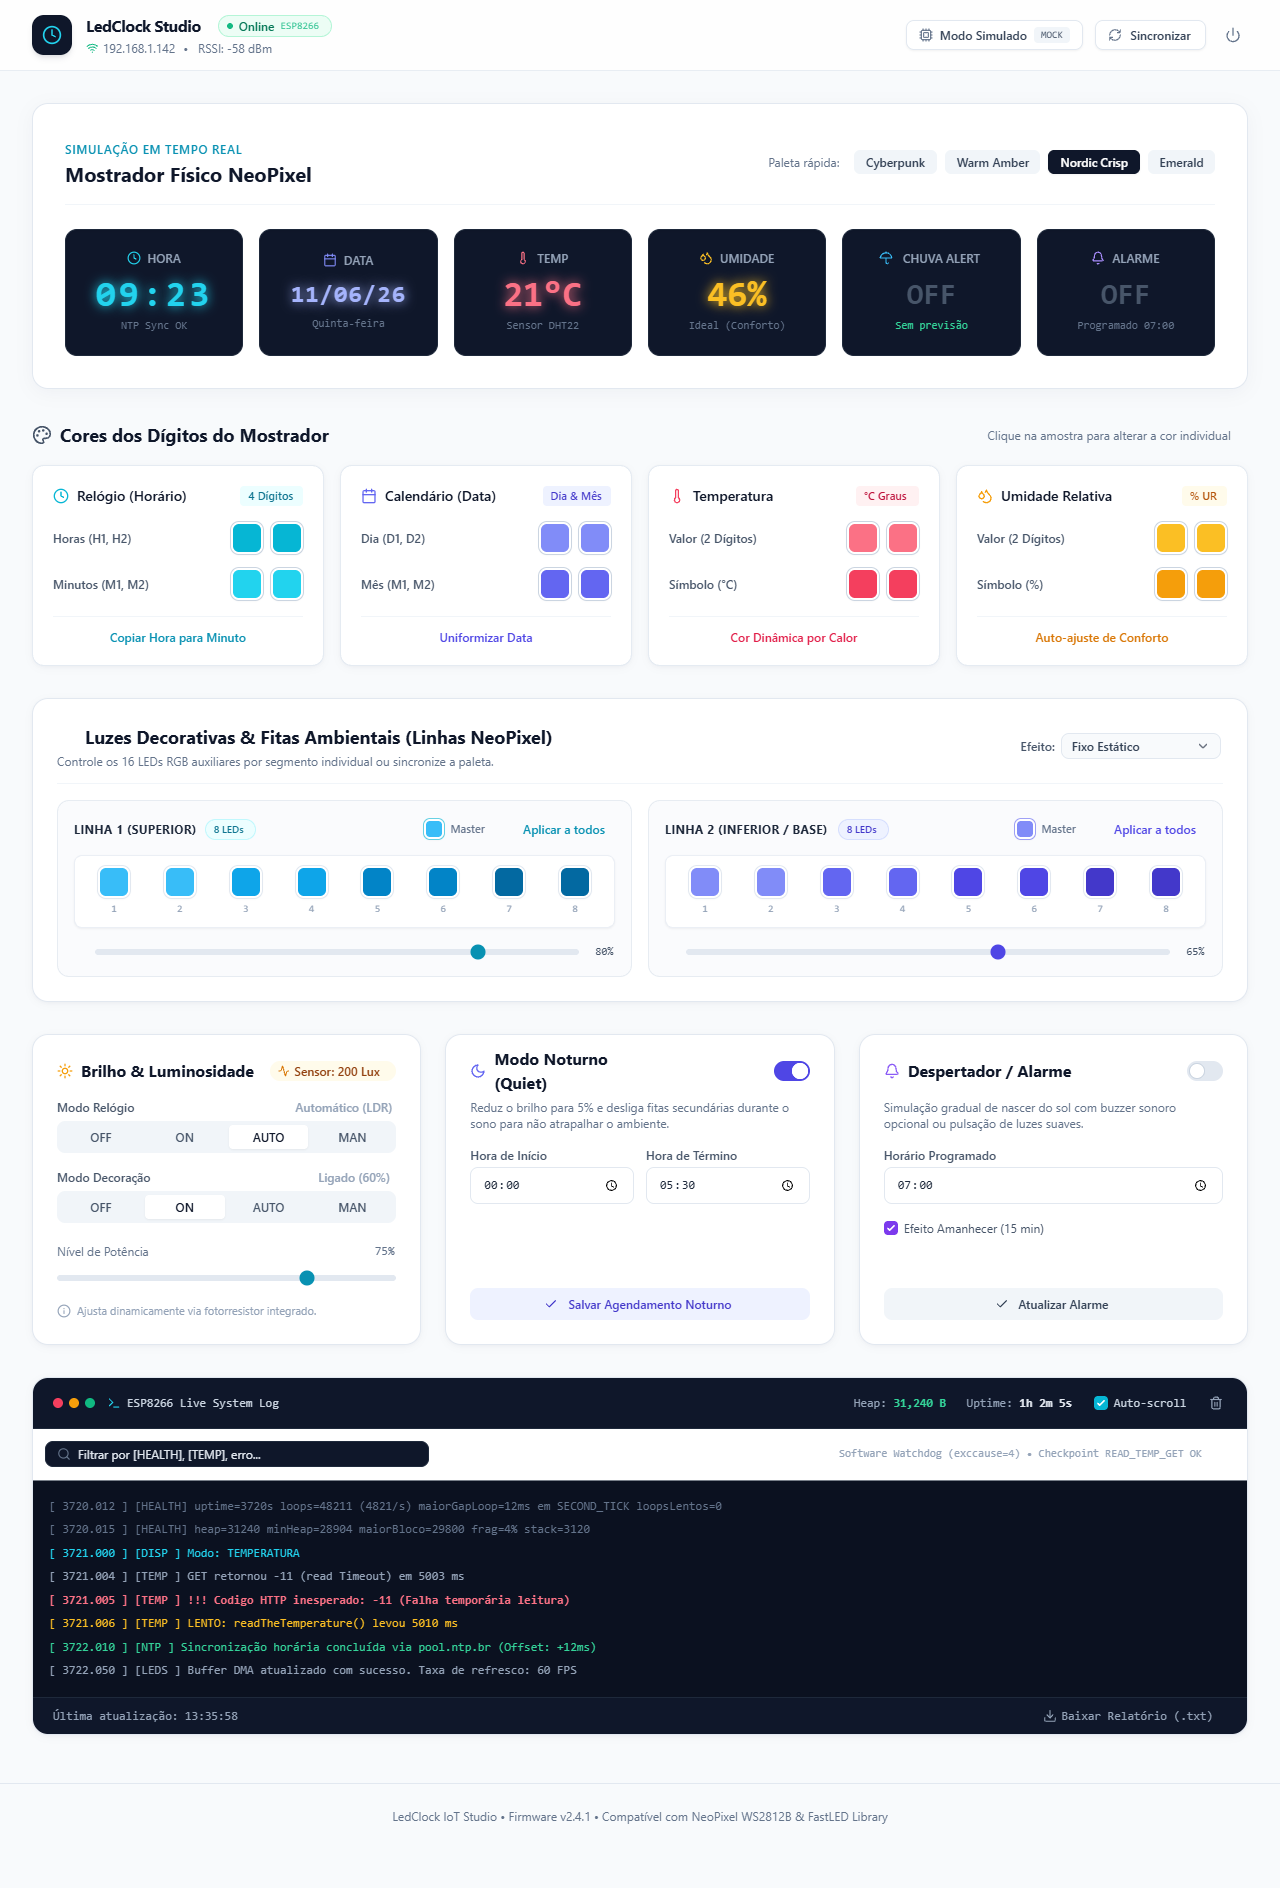 LedClock Studio
Online ESP8266
192.168.1.142 • RSSI: -58 dBm
Modo Simulado MOCK
Sincronizar
SIMULAÇÃO EM TEMPO REAL
Mostrador Físico NeoPixel
Paleta rápida: Cyberpunk Warm Amber Nordic Crisp Emerald
HORA
09:23
NTP Sync OK
DATA
11/06/26
Quinta-feira
TEMP
21°C
Sensor DHT22
UMIDADE
46%
Ideal (Conforto)
CHUVA ALERT
OFF
Sem previsão
ALARME
OFF
Programado 07:00
Cores dos Dígitos do Mostrador
Clique na amostra para alterar a cor individual
Relógio (Horário) 4 Dígitos
Horas (H1, H2)
Minutos (M1, M2)
Copiar Hora para Minuto
Calendário (Data) Dia & Mês
Dia (D1, D2)
Mês (M1, M2)
Uniformizar Data
Temperatura °C Graus
Valor (2 Dígitos)
Símbolo (°C)
Cor Dinâmica por Calor
Umidade Relativa % UR
Valor (2 Dígitos)
Símbolo (%)
Auto-ajuste de Conforto
Luzes Decorativas & Fitas Ambientais (Linhas NeoPixel)
Controle os 16 LEDs RGB auxiliares por segmento individual ou sincronize a paleta.
Efeito: Fixo Estático
LINHA 1 (SUPERIOR) 8 LEDs Master Aplicar a todos
1 2 3 4 5 6 7 8
80%
LINHA 2 (INFERIOR / BASE) 8 LEDs Master Aplicar a todos
1 2 3 4 5 6 7 8
65%
Brilho & Luminosidade Sensor: 200 Lux
Modo Relógio Automático (LDR)
OFF ON AUTO MAN
Modo Decoração Ligado (60%)
OFF ON AUTO MAN
Nível de Potência 75%
Ajusta dinamicamente via fotorresistor integrado.
Modo Noturno
(Quiet)
Reduz o brilho para 5% e desliga fitas secundárias durante o
sono para não atrapalhar o ambiente.
Hora de Início Hora de Término
00:00 05:30
Salvar Agendamento Noturno
Despertador / Alarme
Simulação gradual de nascer do sol com buzzer sonoro
opcional ou pulsação de luzes suaves.
Horário Programado
07:00
Efeito Amanhecer (15 min)
Atualizar Alarme
ESP8266 Live System Log
Heap: 31,240 B Uptime: 1h 2m 5s Auto-scroll
Filtrar por [HEALTH], [TEMP], erro...
Software Watchdog (exccause=4) • Checkpoint READ_TEMP_GET OK
[ 3720.012 ] [HEALTH] uptime=3720s loops=48211 (4821/s) maiorGapLoop=12ms em SECOND_TICK loopsLentos=0
[ 3720.015 ] [HEALTH] heap=31240 minHeap=28904 maiorBloco=29800 frag=4% stack=3120
[ 3721.000 ] [DISP ] Modo: TEMPERATURA
[ 3721.004 ] [TEMP ] GET retornou -11 (read Timeout) em 5003 ms
[ 3721.005 ] [TEMP ] !!! Codigo HTTP inesperado: -11 (Falha temporária leitura)
[ 3721.006 ] [TEMP ] LENTO: readTheTemperature() levou 5010 ms
[ 3722.010 ] [NTP ] Sincronização horária concluída via pool.ntp.br (Offset: +12ms)
[ 3722.050 ] [LEDS ] Buffer DMA atualizado com sucesso. Taxa de refresco: 60 FPS
Última atualização: 13:35:58
Baixar Relatório (.txt)
LedClock IoT Studio • Firmware v2.4.1 • Compatível com NeoPixel WS2812B & FastLED Library